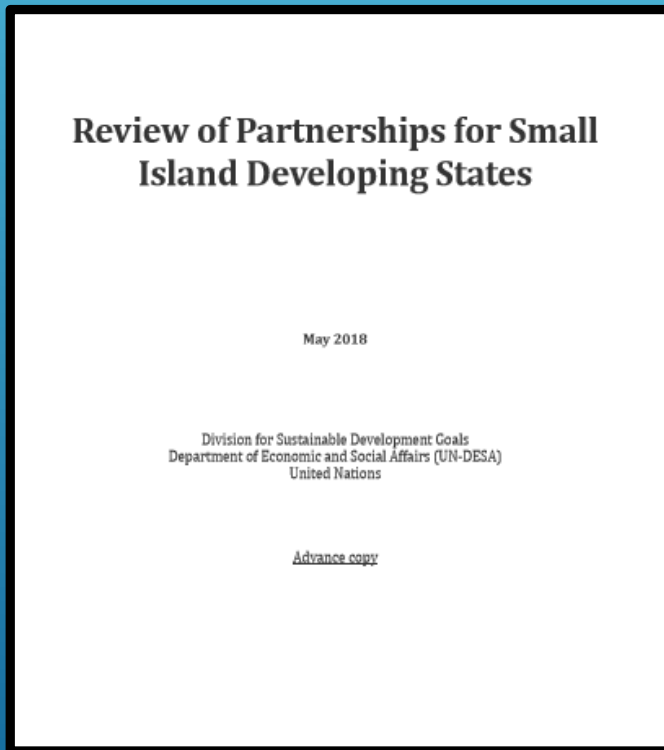 Review of Partnerships for Small
Island Developing States
May 2018
Division for Sustainable Development Goals
Department of Economic and Social Affairs (UN-DESA)
United Nations
Advance copy